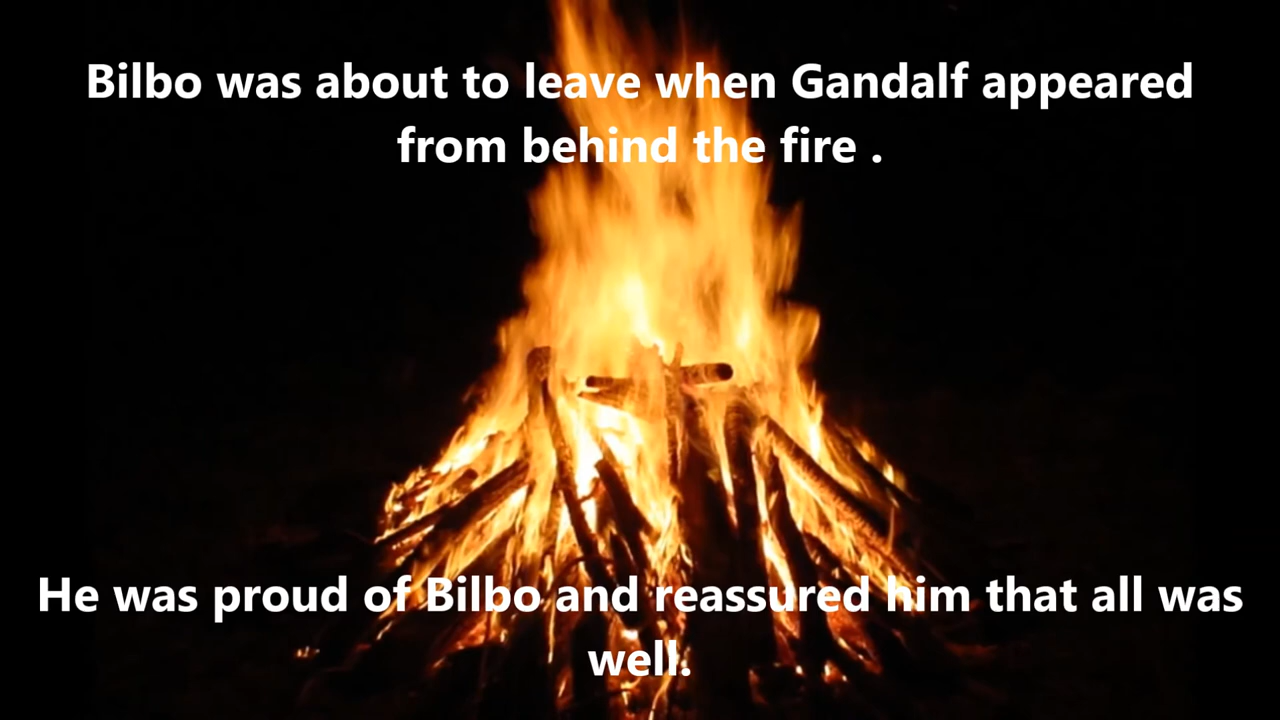 Bilbo was about to leave when Gandalf appeared
from behind the fire .
He was proud of Bilbo and reassured him that all was
well.